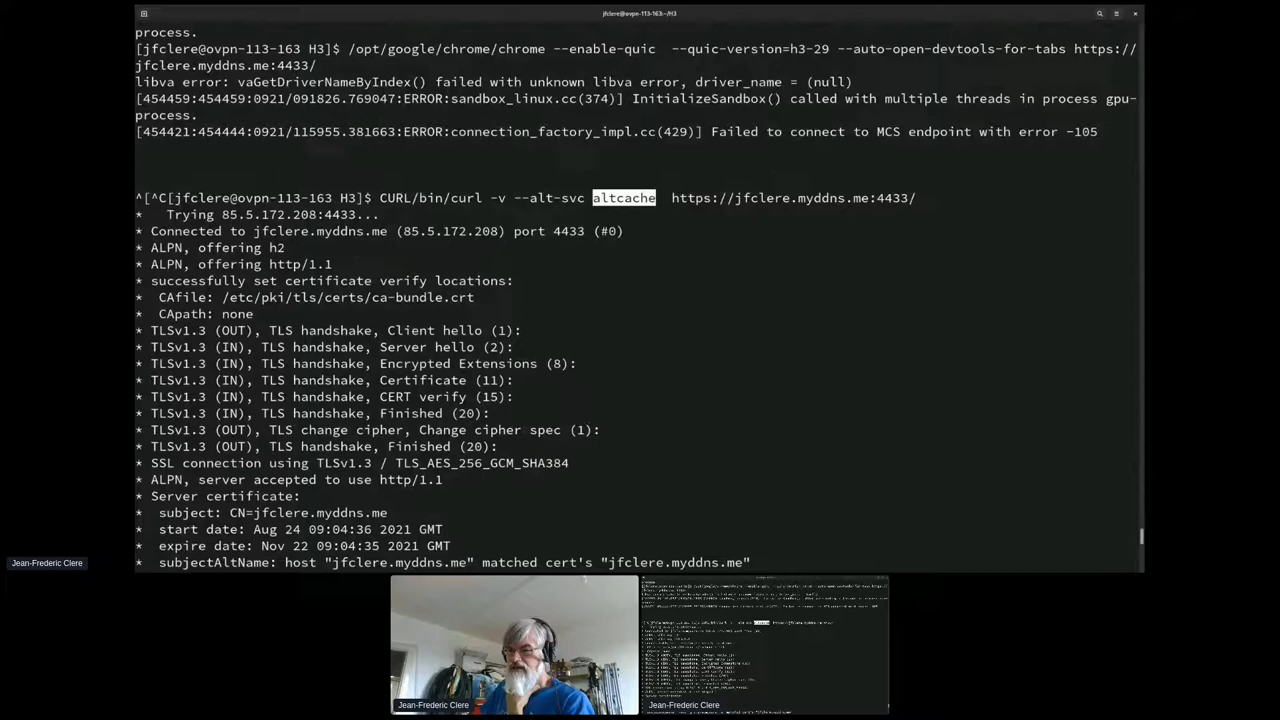 jfclere@ovpn-113-163:~/H3
process.
[jfclere@ovpn-113-163 H3]$ /opt/google/chrome/chrome --enable-quic  --quic-version=h3-29 --auto-open-devtools-for-tabs https://
jfclere.myddns.me:4433/
libva error: vaGetDriverNameByIndex() failed with unknown libva error, driver_name = (null)
[454459:454459:0921/091826.769047:ERROR:sandbox_linux.cc(374)] InitializeSandbox() called with multiple threads in process gpu-
process.
[454421:454444:0921/115955.381663:ERROR:connection_factory_impl.cc(429)] Failed to connect to MCS endpoint with error -105
^[^C[jfclere@ovpn-113-163 H3]$ CURL/bin/curl -v --alt-svc altcache  https://jfclere.myddns.me:4433/
*   Trying 85.5.172.208:4433...
* Connected to jfclere.myddns.me (85.5.172.208) port 4433 (#0)
* ALPN, offering h2
* ALPN, offering http/1.1
* successfully set certificate verify locations:
*  CAfile: /etc/pki/tls/certs/ca-bundle.crt
*  CApath: none
* TLSv1.3 (OUT), TLS handshake, Client hello (1):
* TLSv1.3 (IN), TLS handshake, Server hello (2):
* TLSv1.3 (IN), TLS handshake, Encrypted Extensions (8):
* TLSv1.3 (IN), TLS handshake, Certificate (11):
* TLSv1.3 (IN), TLS handshake, CERT verify (15):
* TLSv1.3 (IN), TLS handshake, Finished (20):
* TLSv1.3 (OUT), TLS change cipher, Change cipher spec (1):
* TLSv1.3 (OUT), TLS handshake, Finished (20):
* SSL connection using TLSv1.3 / TLS_AES_256_GCM_SHA384
* ALPN, server accepted to use http/1.1
* Server certificate:
*  subject: CN=jfclere.myddns.me
*  start date: Aug 24 09:04:36 2021 GMT
*  expire date: Nov 22 09:04:35 2021 GMT
*  subjectAltName: host "jfclere.myddns.me" matched cert's "jfclere.myddns.me"
Jean-Frederic Clere
Jean-Frederic Clere
Jean-Frederic Clere